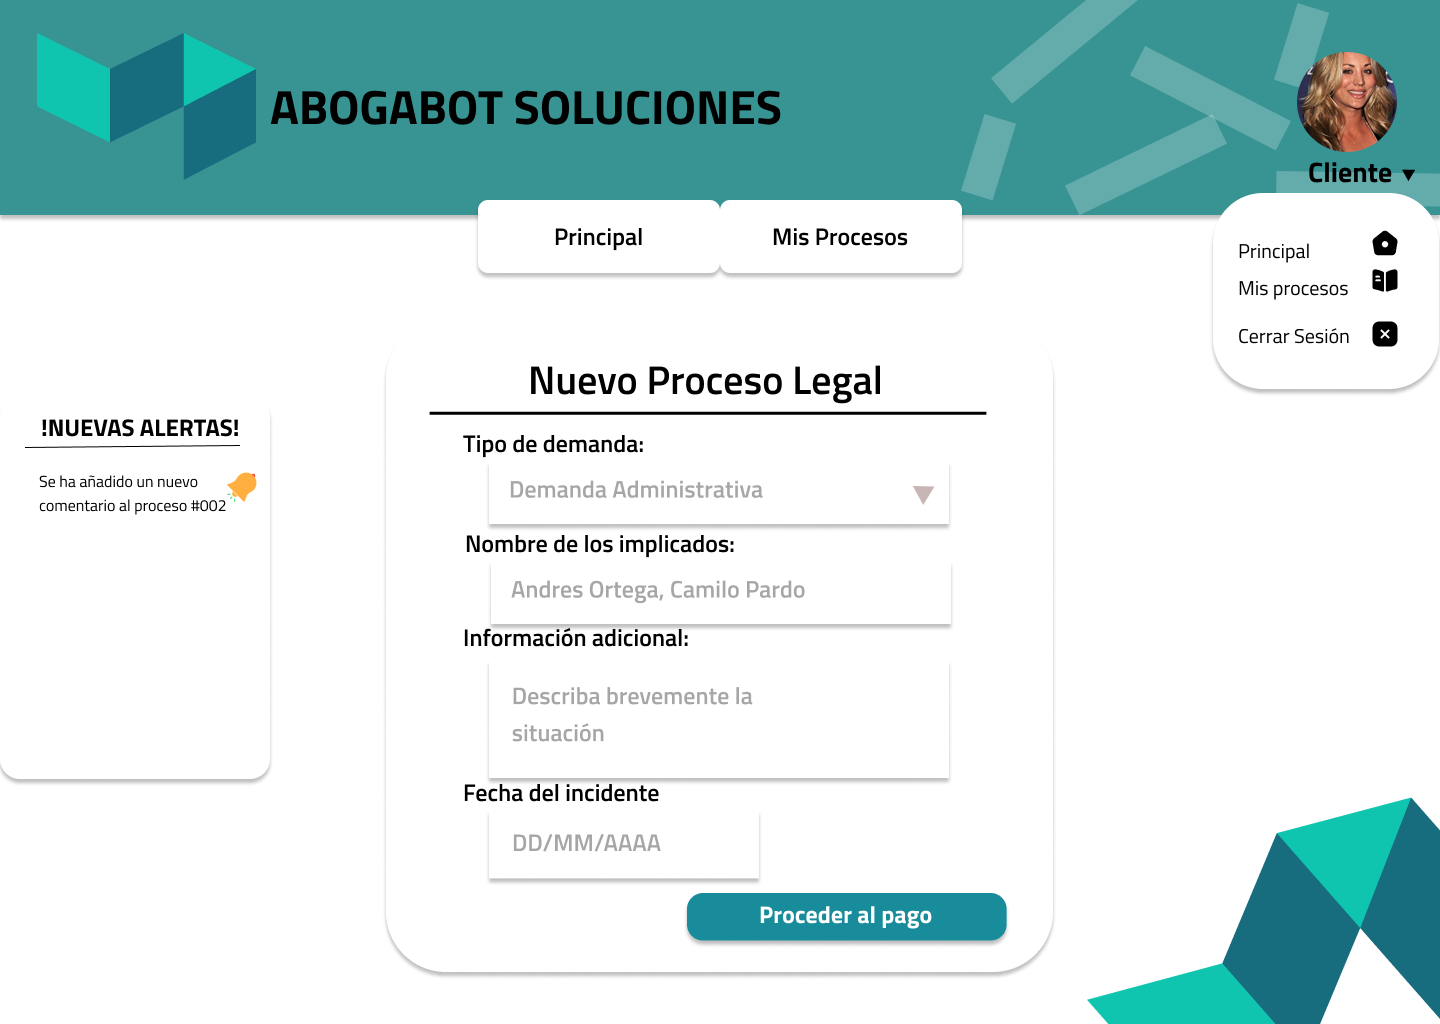 ABOGABOT SOLUCIONES
Cliente
Principal
Mis Procesos
Principal
Mis procesos
Cerrar Sesión
!NUEVAS ALERTAS!
Se ha añadido un nuevo
comentario al proceso #002
Nuevo Proceso Legal
Tipo de demanda:
Demanda Administrativa
Nombre de los implicados:
Andres Ortega, Camilo Pardo
Información adicional:
Describa brevemente la
situación
Fecha del incidente
DD/MM/AAAA
Proceder al pago